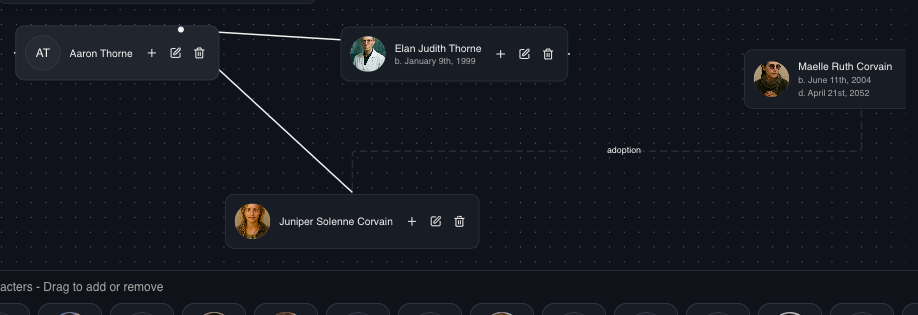 AT
Aaron Thorne
Elan Judith Thorne
b. January 9th, 1999
Maelle Ruth Corvain
b. June 11th, 2004
d. April 21st, 2052
adoption
Juniper Solenne Corvain
acters - Drag to add or remove